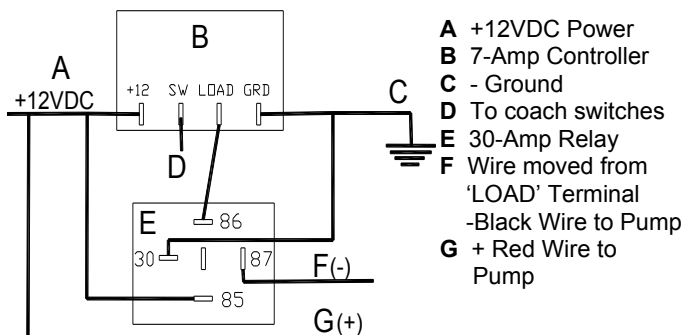 B
A
+12VDC
+12 SW LOAD GRD
C
D
E
86
30
87
F(-)
85
G(+)
A +12VDC Power
B 7-Amp Controller
C - Ground
D To coach switches
E 30-Amp Relay
F Wire moved from
‘LOAD’ Terminal
-Black Wire to Pump
G + Red Wire to
Pump